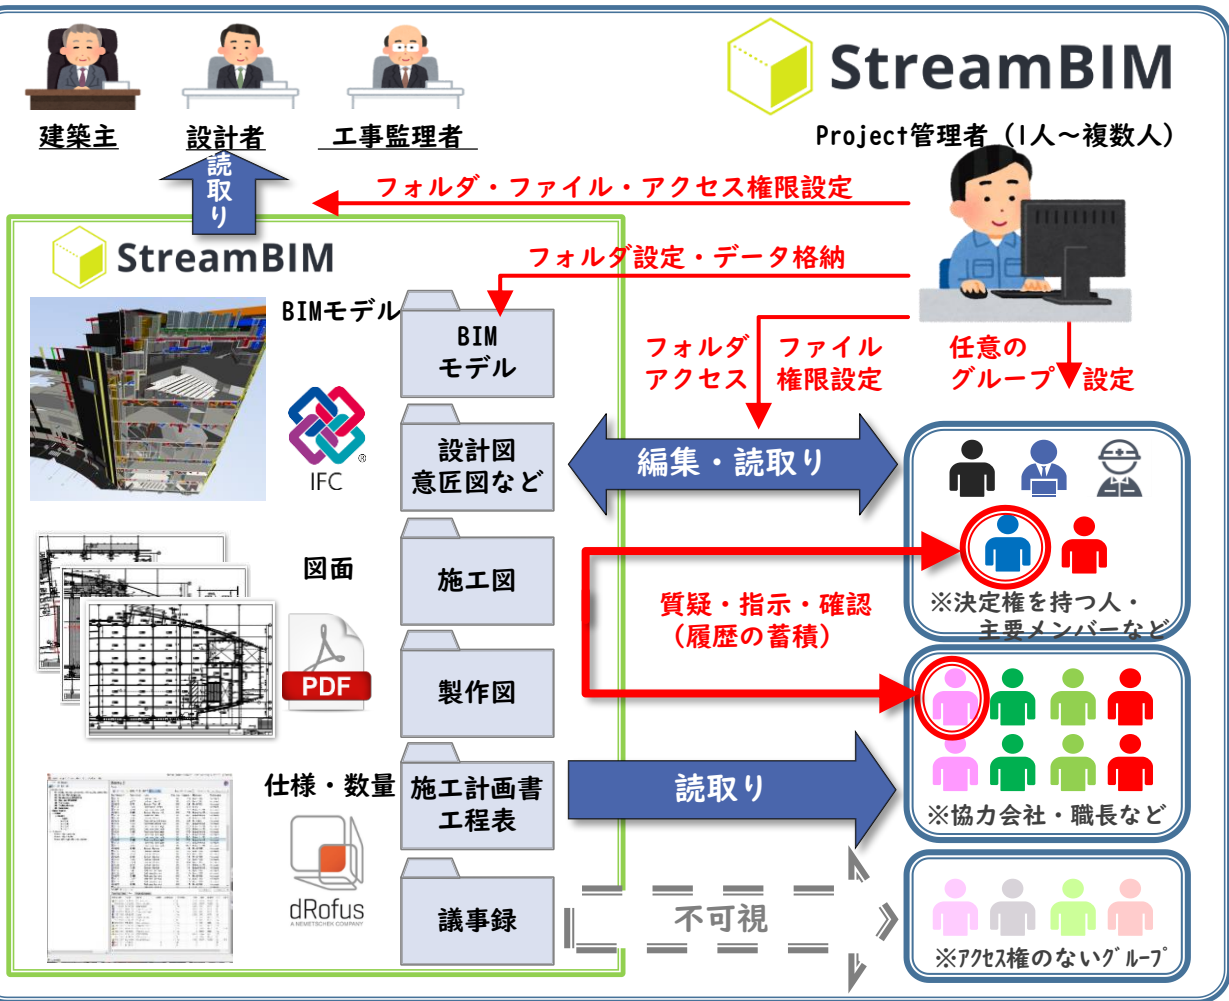 StreamBIM
建築主
設計者
工事監理者
Project管理者（1人～複数人）
読取り
フォルダ・ファイル・アクセス権限設定
StreamBIM
フォルダ設定・データ格納
BIMモデル
BIM
モデル
フォルダ
アクセス
ファイル
権限設定
任意の
グループ
設定
IFC
®
設計図
意匠図など
編集・読取り
図面
施工図
質疑・指示・確認
（履歴の蓄積）
※決定権を持つ人・
主要メンバーなど
PDF
製作図
仕様・数量
施工計画書
工程表
読取り
※協力会社・職長など
dRofus
A NEMETSCHEK COMPANY
議事録
不可視
※ｱｸｾｽ権のないｸﾞﾙｰﾌﾟ